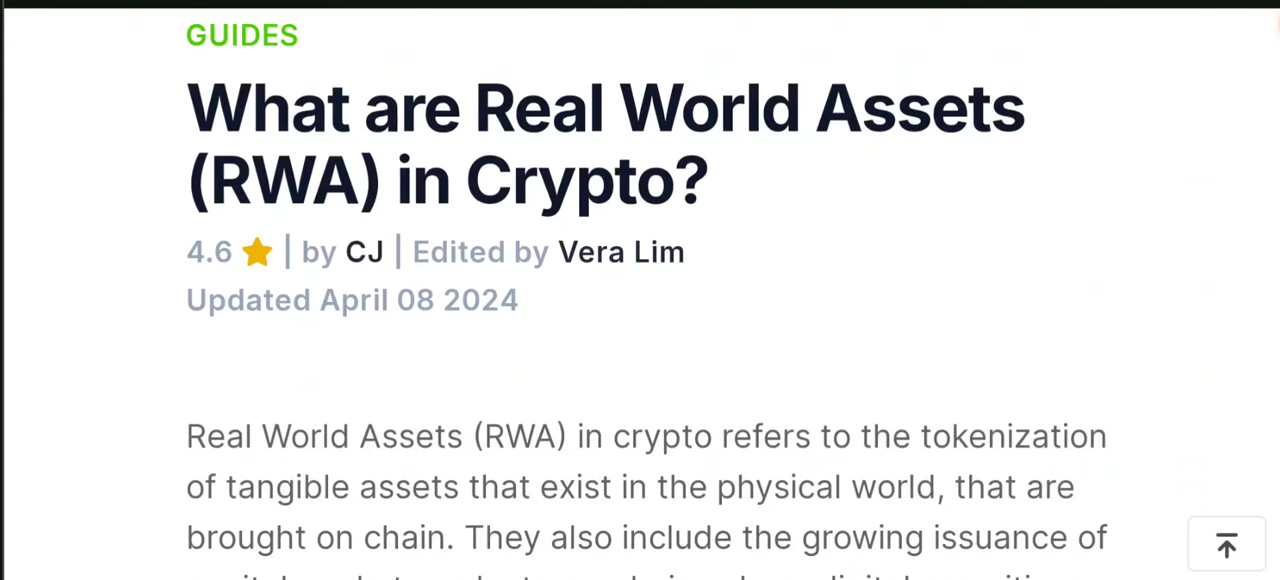 GUIDES
What are Real World Assets
(RWA) in Crypto?
4.6 | by CJ | Edited by Vera Lim
Updated April 08 2024
Real World Assets (RWA) in crypto refers to the tokenization
of tangible assets that exist in the physical world, that are
brought on chain. They also include the growing issuance of